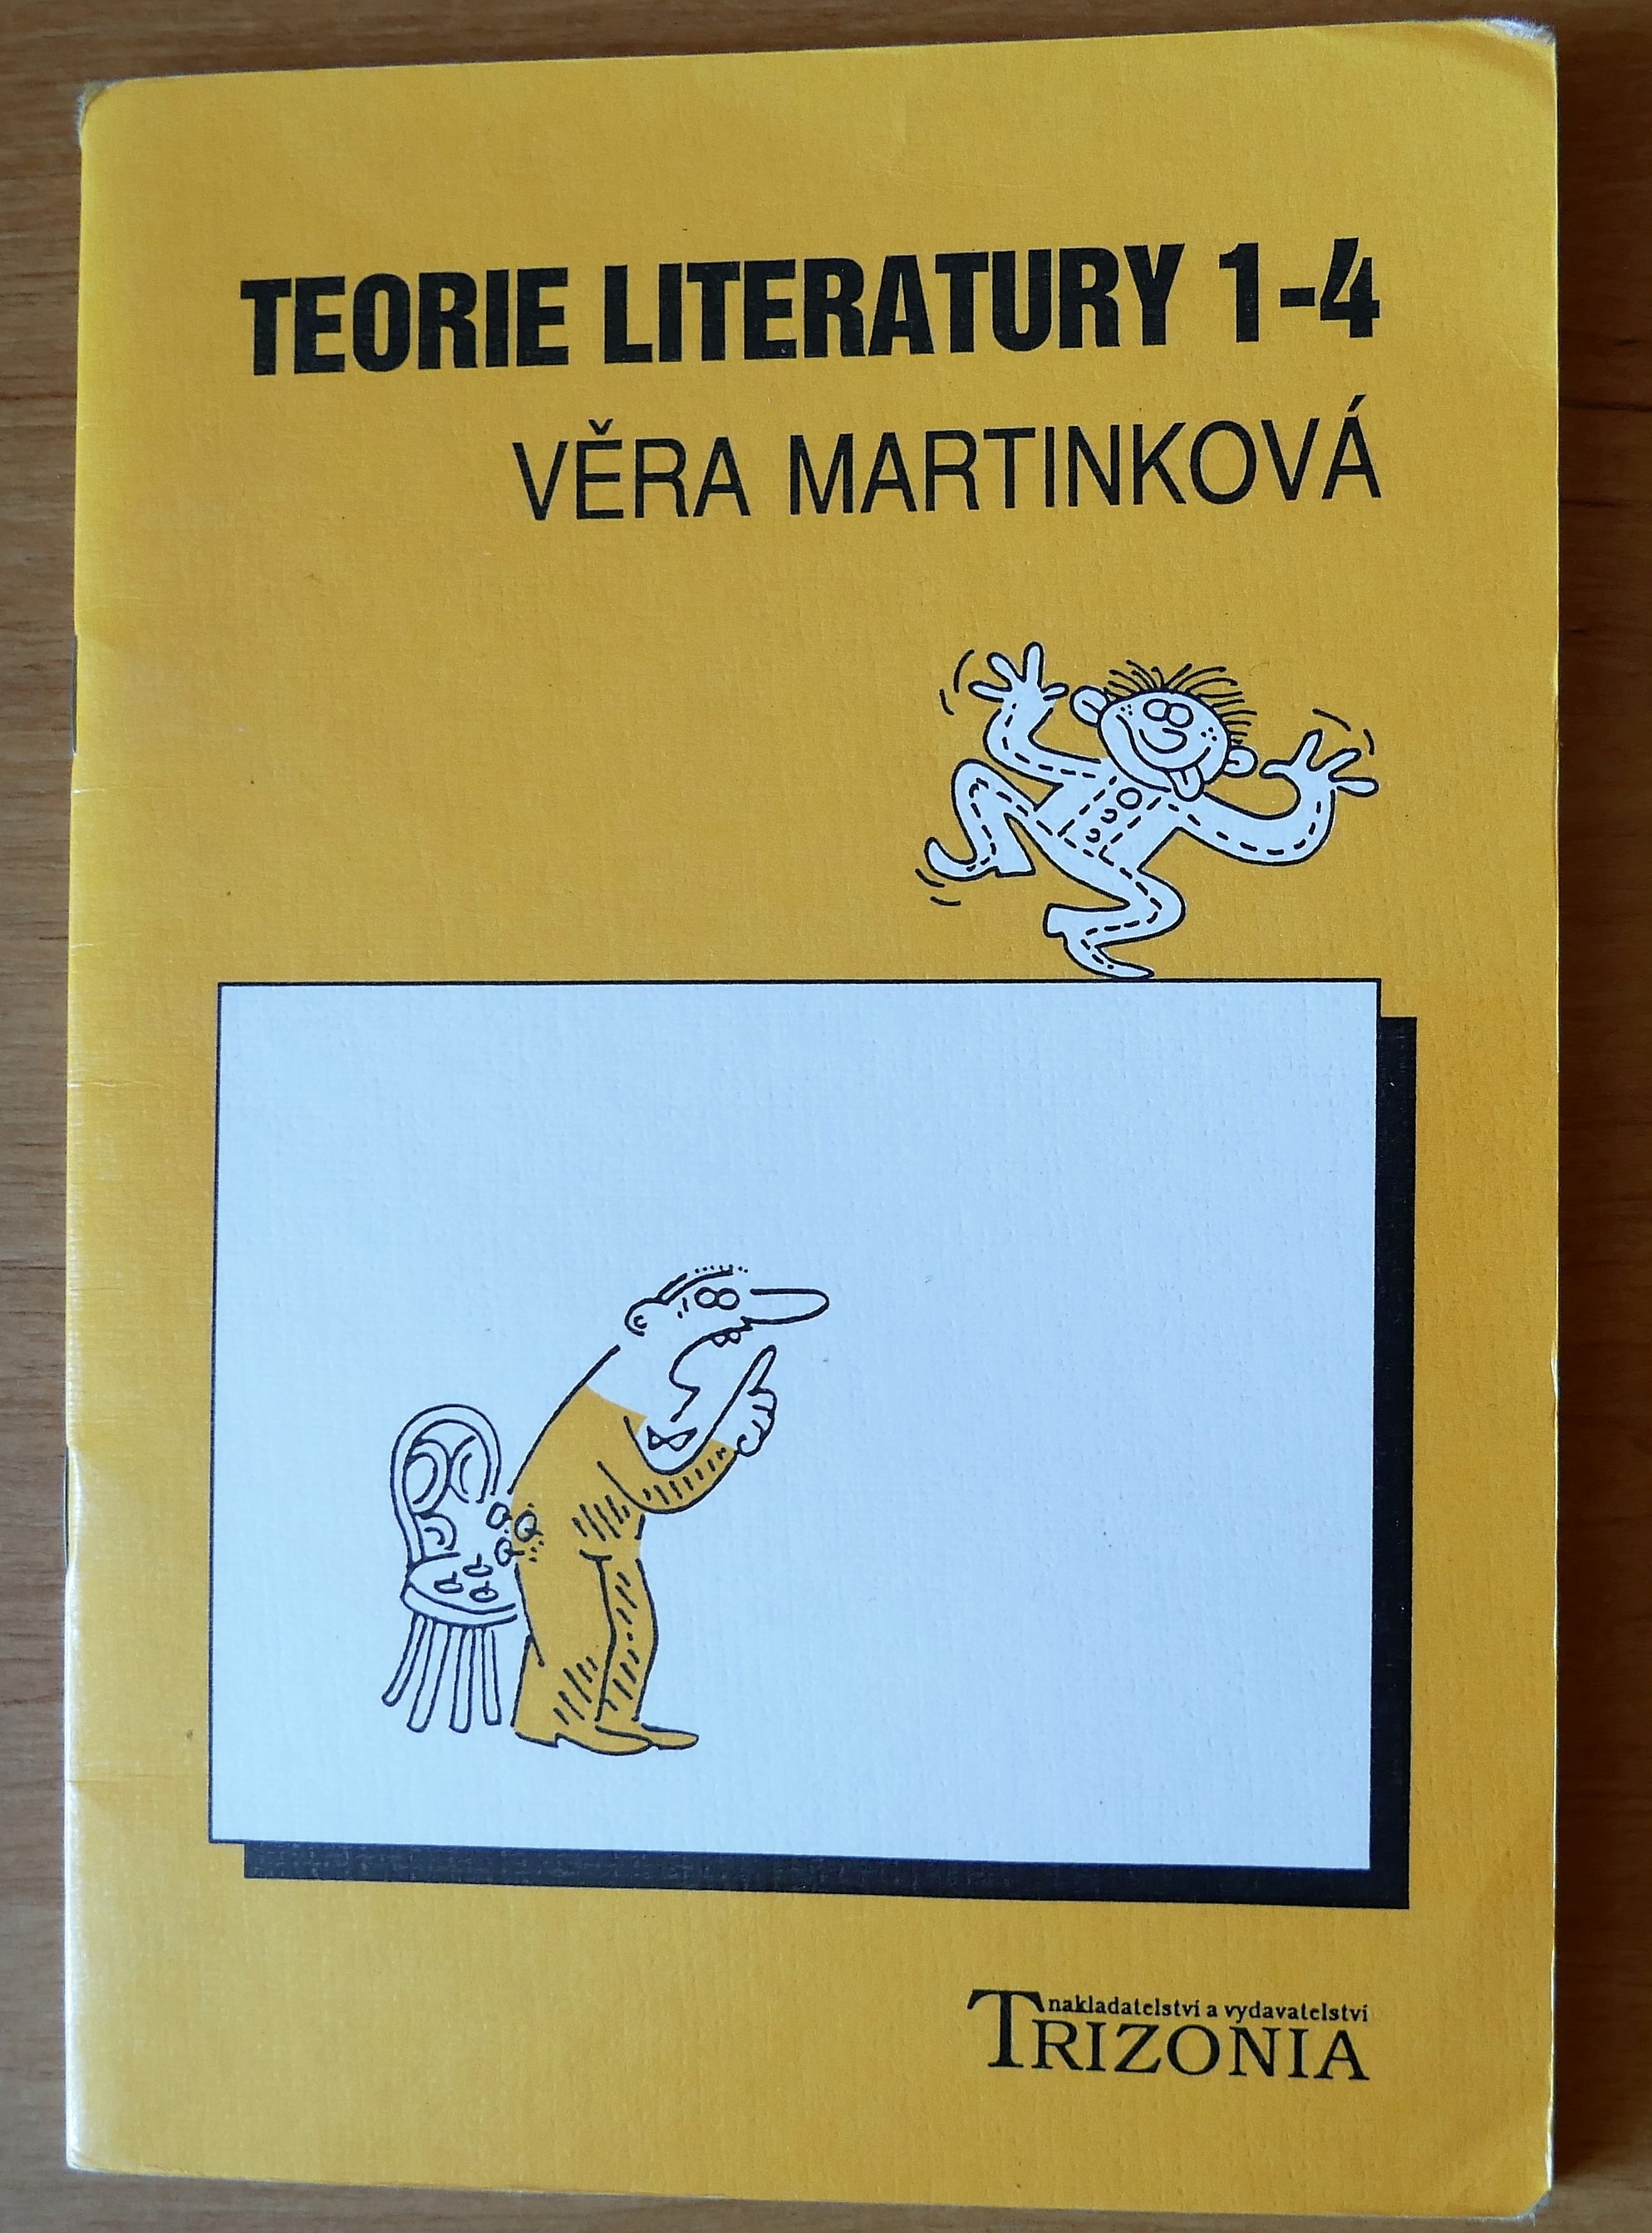 TEORIE LITERATURY 1-4
VĚRA MARTINKOVÁ
nakladatelství a vydavatelství
TRIZONIA